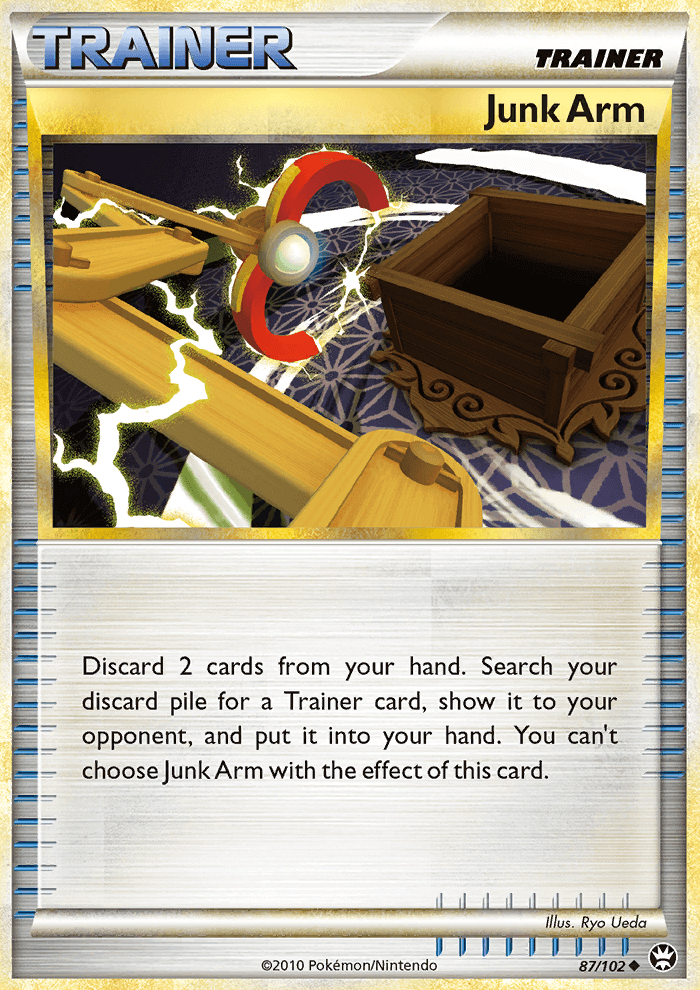 TRAINER
TRAINER
Junk Arm
Discard 2 cards from your hand. Search your
discard pile for a Trainer card, show it to your
opponent, and put it into your hand. You can't
choose Junk Arm with the effect of this card.
Illus. Ryo Ueda
©2010 Pokémon/Nintendo
87/102